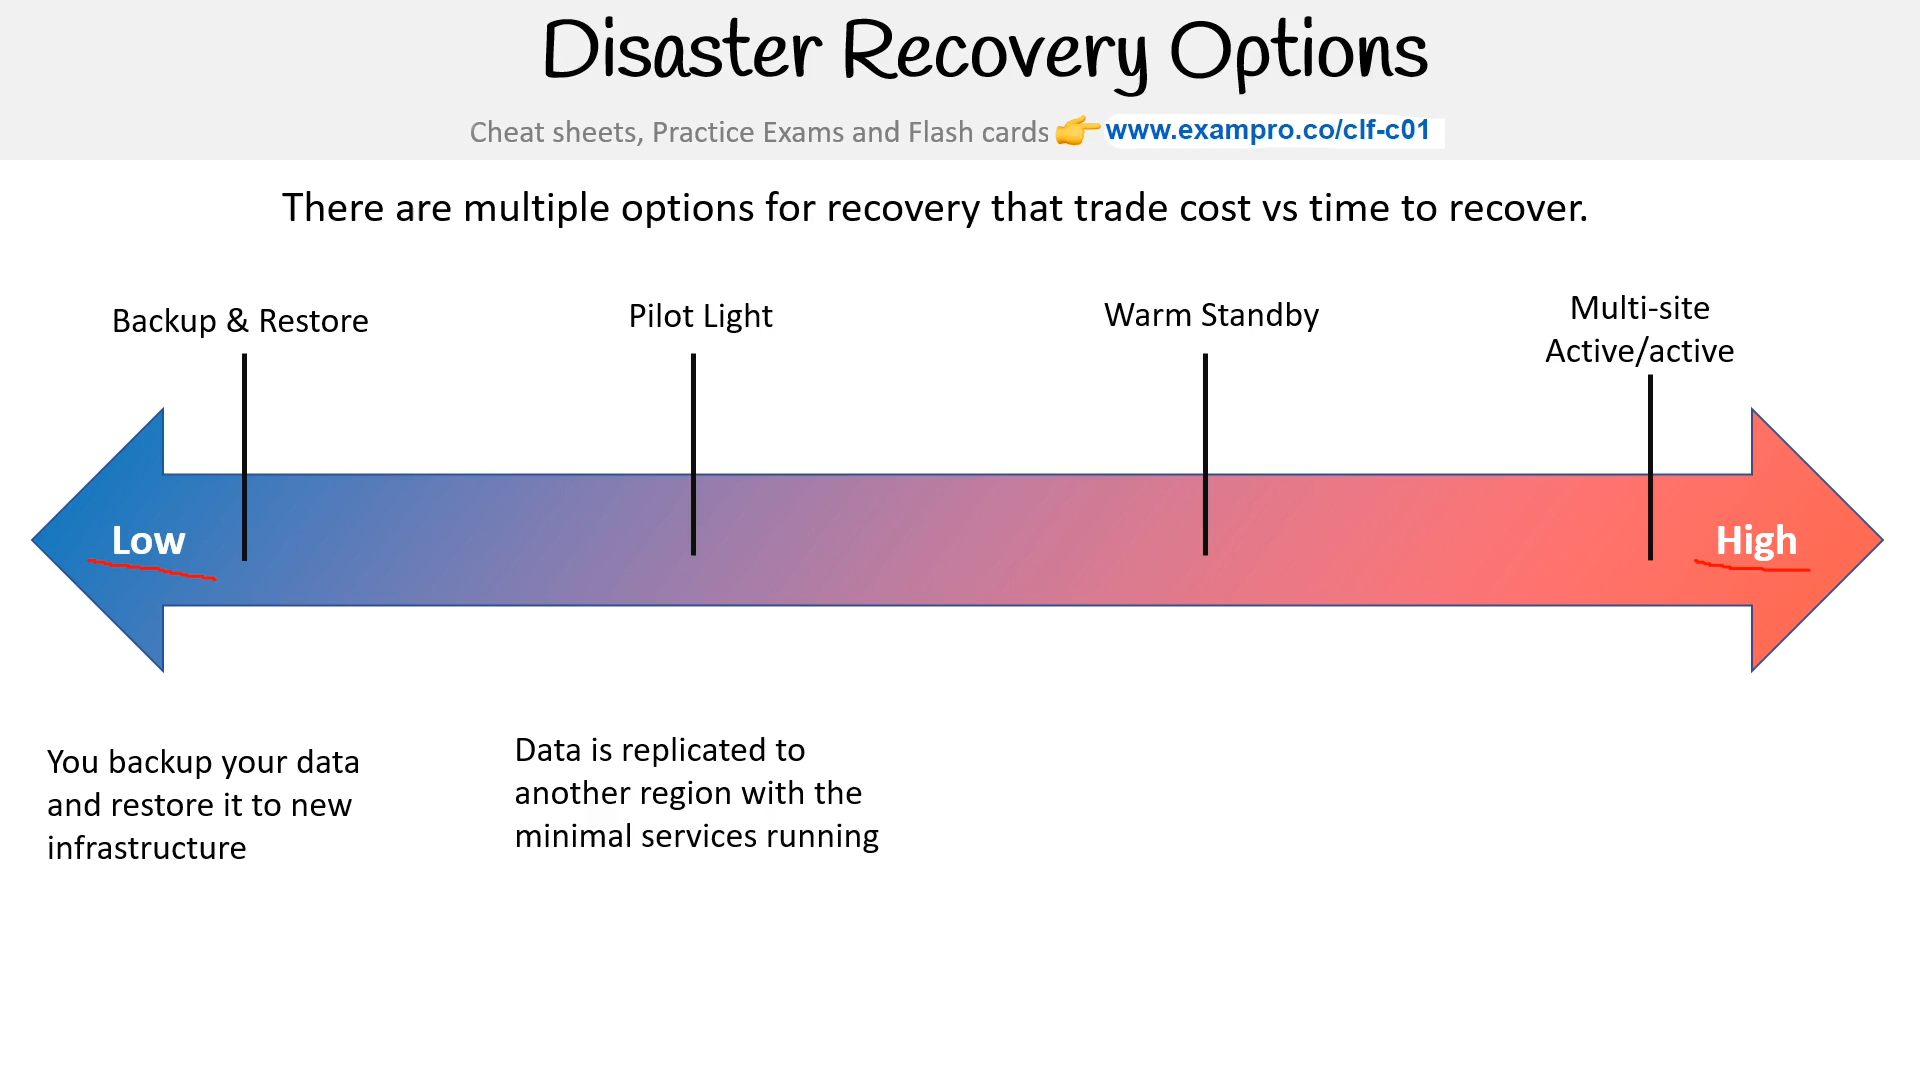 Disaster Recovery Options
Cheat sheets, Practice Exams and Flash cards 👉 www.exampro.co/clf-c01
There are multiple options for recovery that trade cost vs time to recover.
Backup & Restore
Pilot Light
Warm Standby
Multi-site
Active/active
Low
High
You backup your data
and restore it to new
infrastructure
Data is replicated to
another region with the
minimal services running